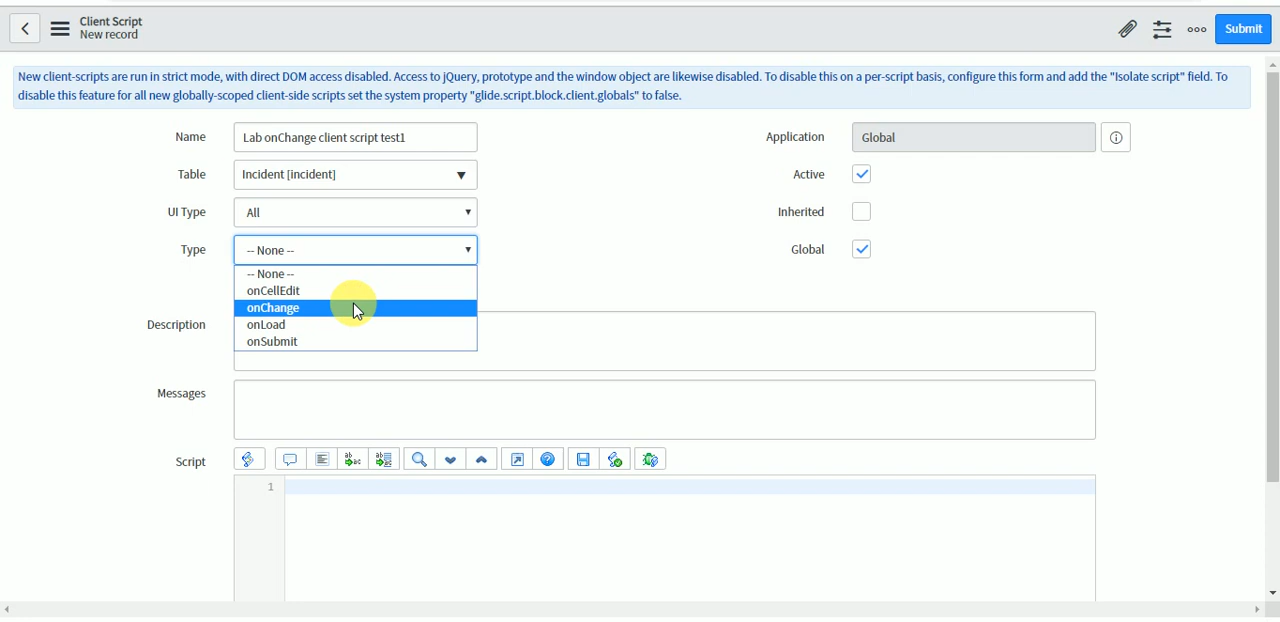 Client Script
New record
Submit
New client-scripts are run in strict mode, with direct DOM access disabled. Access to jQuery, prototype and the window object are likewise disabled. To disable this on a per-script basis, configure this form and add the "Isolate script" field. To
disable this feature for all new globally-scoped client-side scripts set the system property "glide.script.block.client.globals" to false.
Name Lab onChange client script test1 Application Global
Table Incident [incident] Active
UI Type All Inherited
Type -- None -- Global
-- None --
onCellEdit
onChange
onLoad
onSubmit
Description
Messages
Script
1